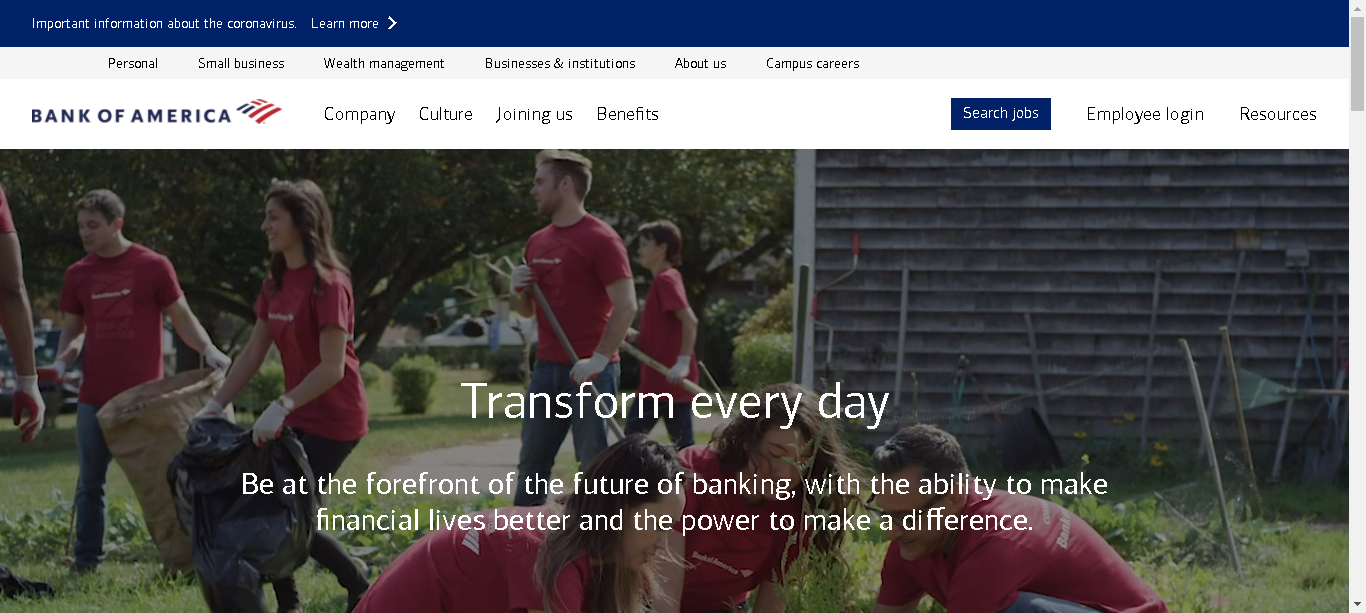 Important information about the coronavirus. Learn more
Personal Small business Wealth management Businesses & institutions About us Campus careers
BANK OF AMERICA Company Culture Joining us Benefits Search jobs Employee login Resources
Transform every day
Be at the forefront of the future of banking, with the ability to make
financial lives better and the power to make a difference.